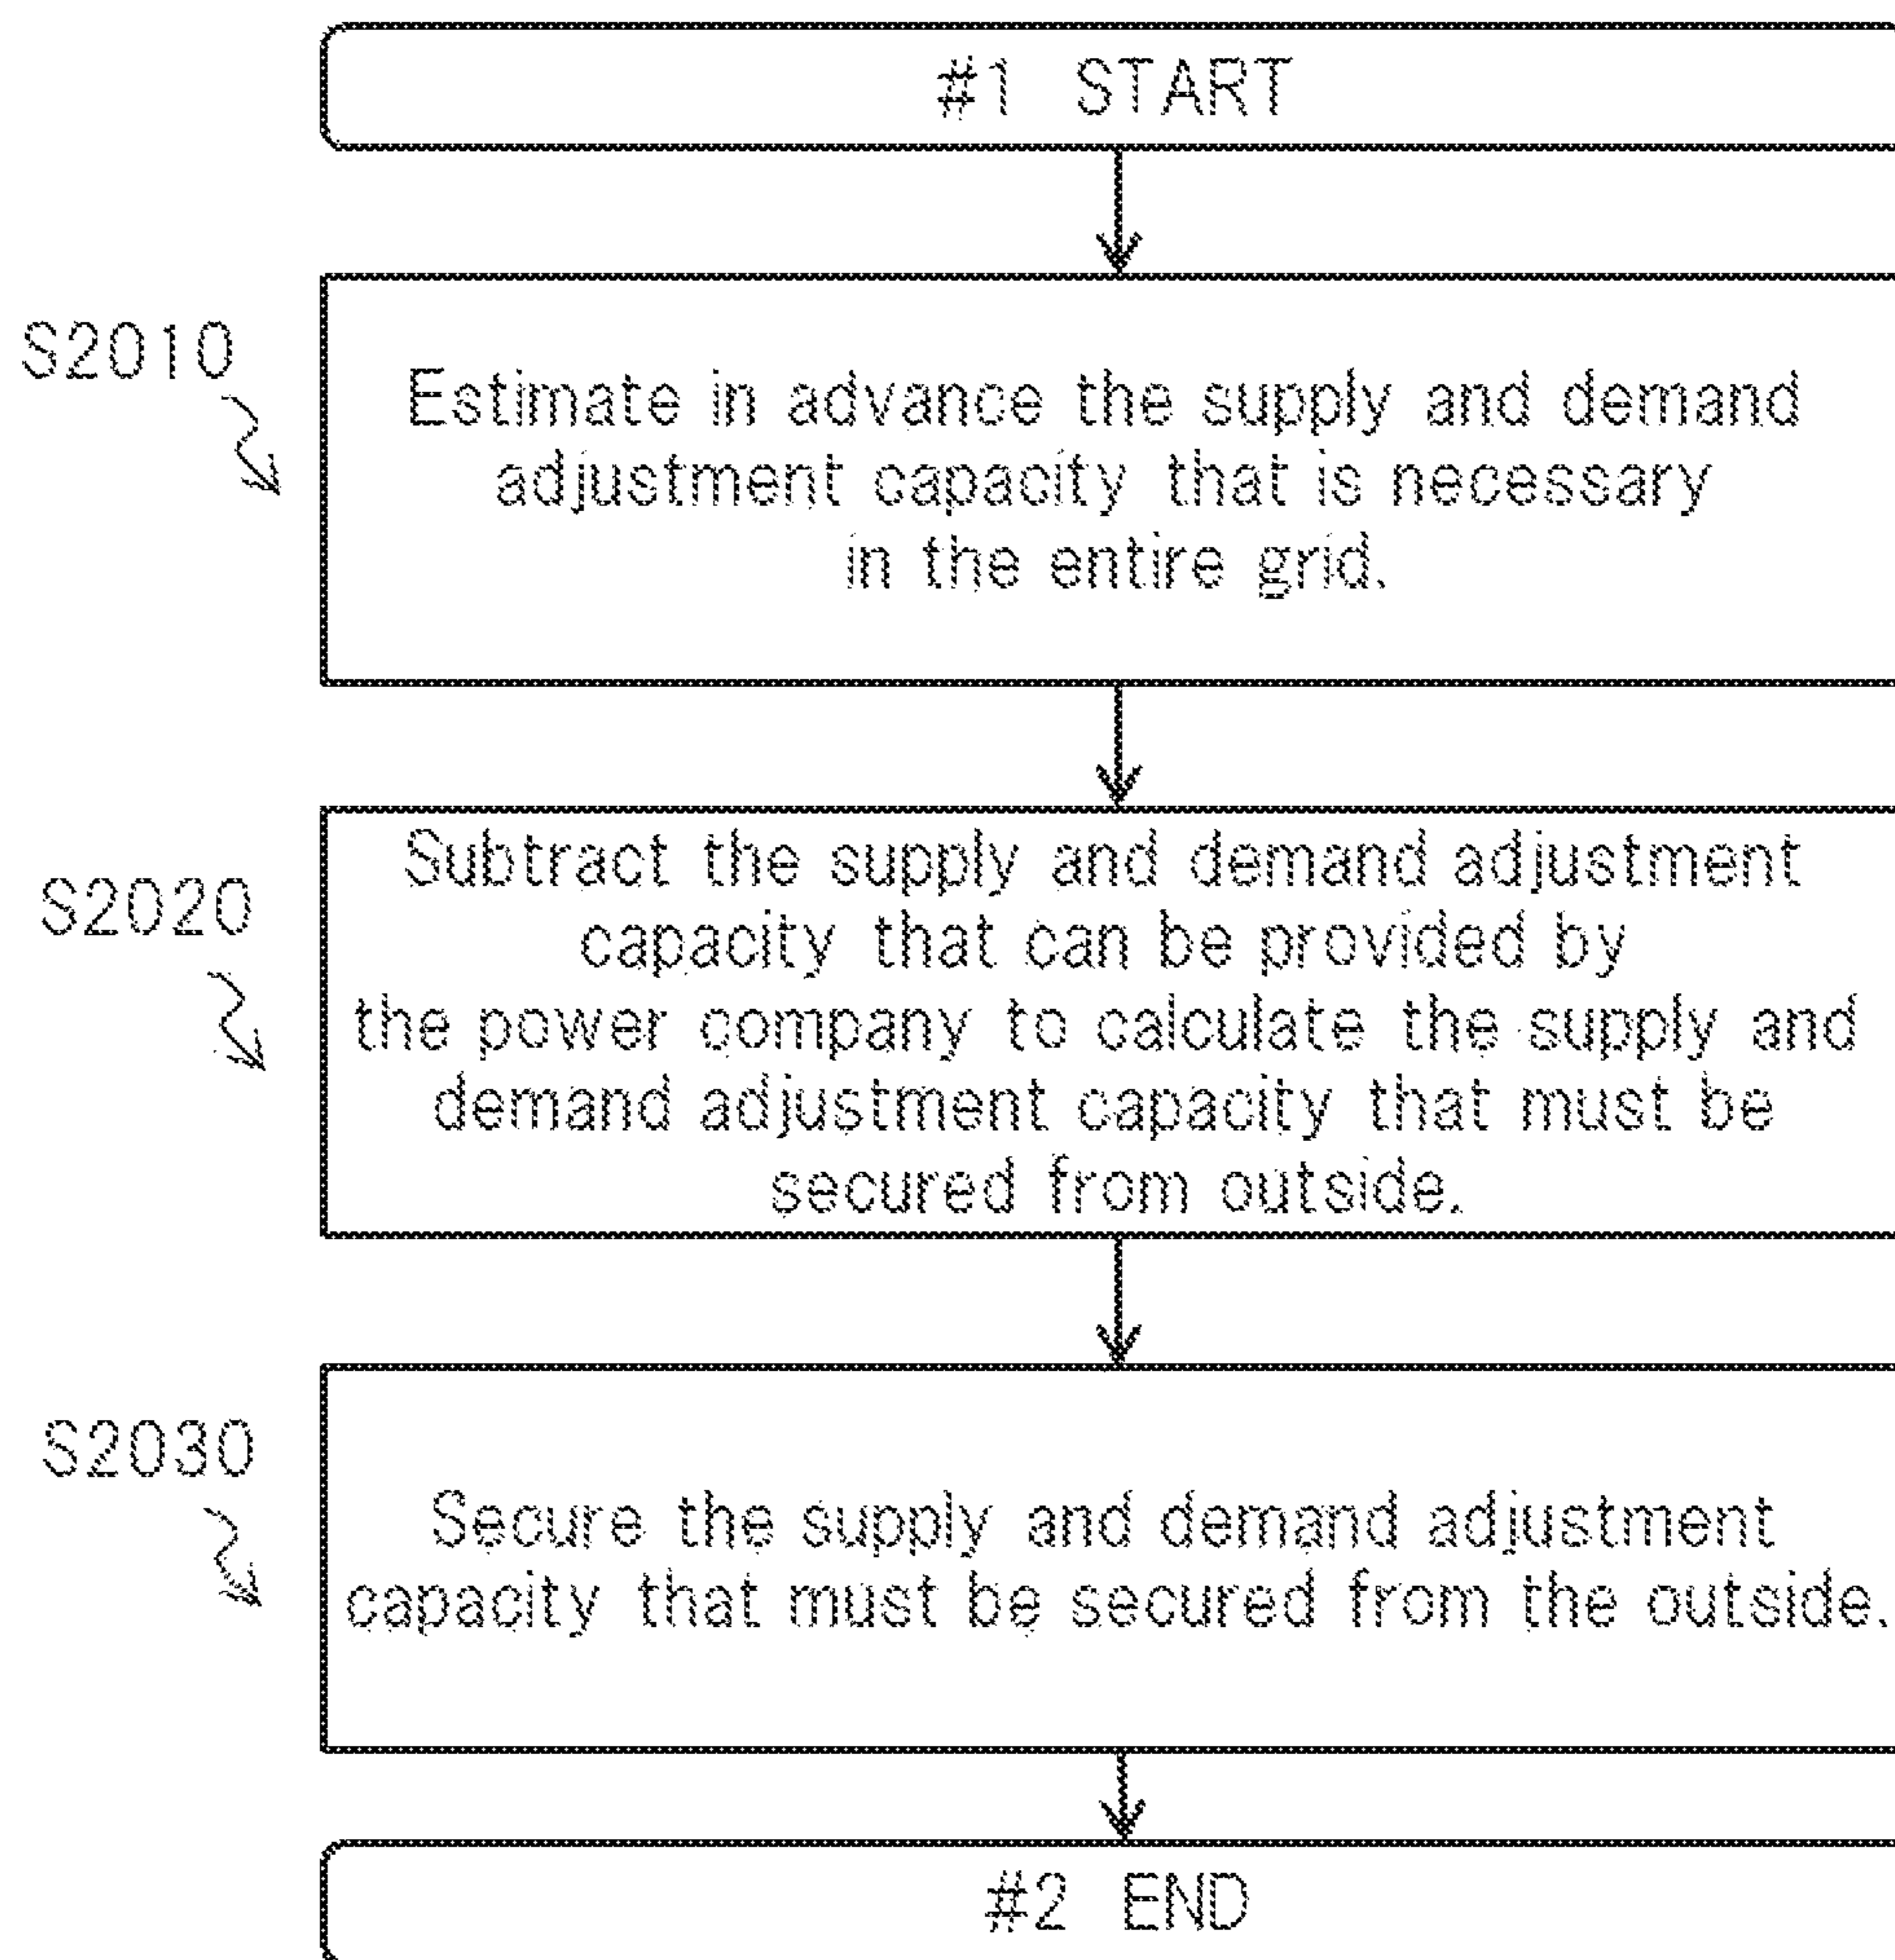 #1 START
S2010
Estimate in advance the supply and demand
adjustment capacity that is necessary
in the entire grid.
S2020
Subtract the supply and demand adjustment
capacity that can be provided by
the power company to calculate the supply and
demand adjustment capacity that must be
secured from outside.
S2030
Secure the supply and demand adjustment
capacity that must be secured from the outside.
#2 END